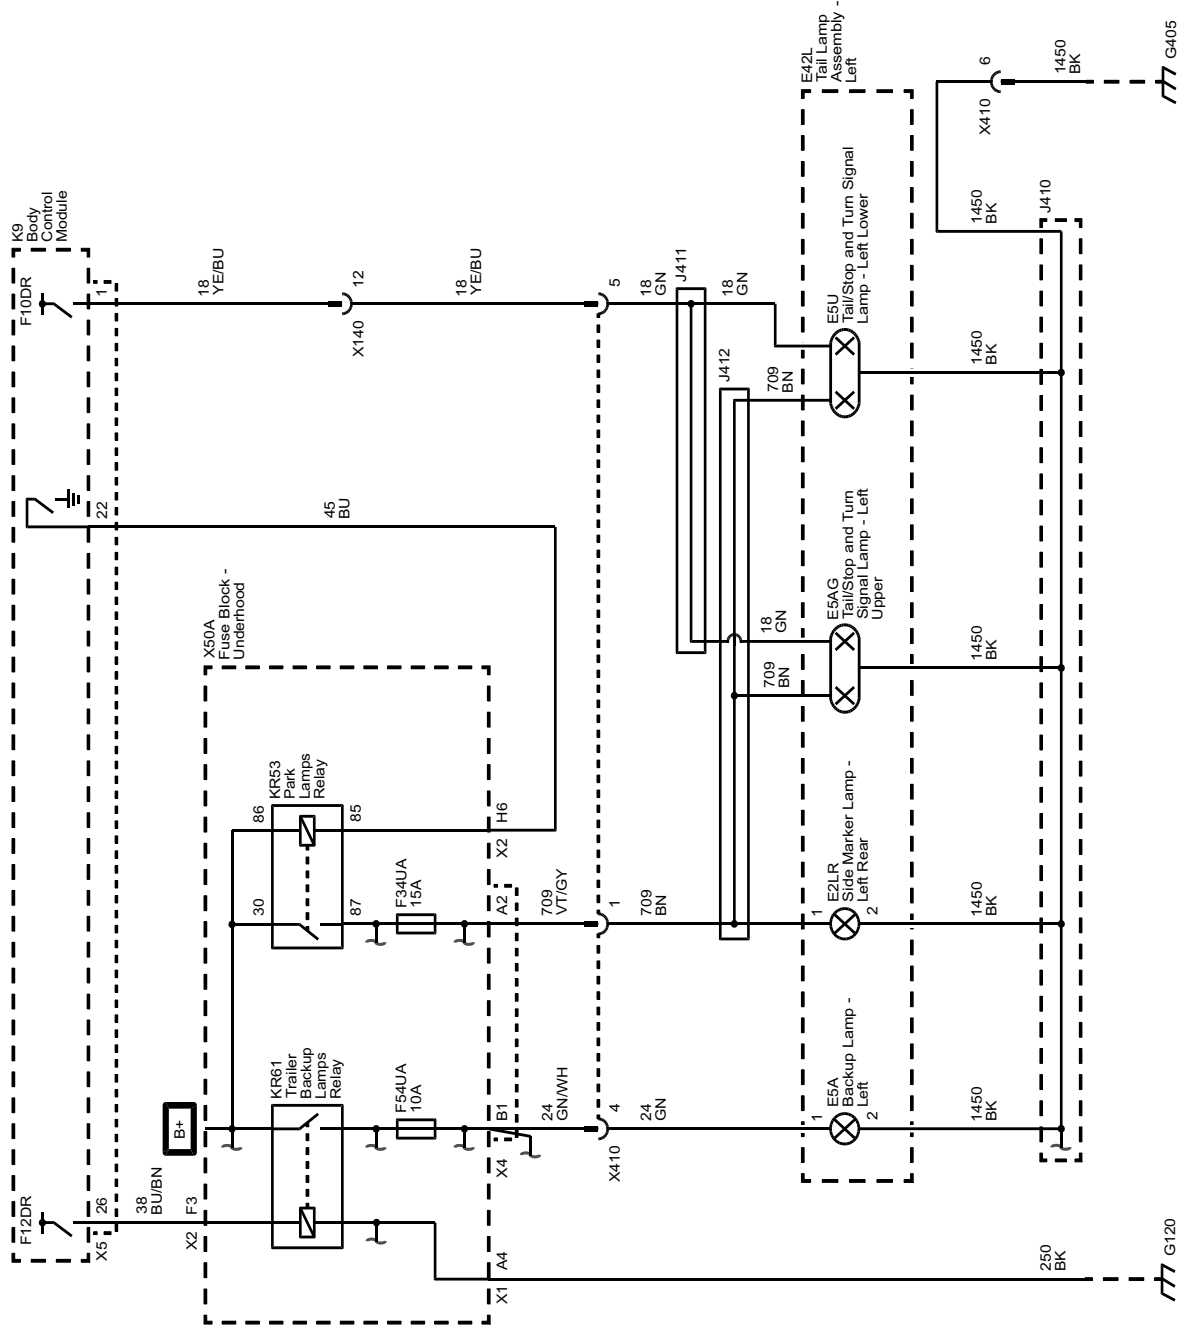 K9
Body
Control
Module
F12DR
F10DR
X5
26
22
1
38
BU/BN
45
BU
18
YE/BU
X140
12
18
YE/BU
B+
X50A
Fuse Block -
Underhood
X2
F3
KR61
Trailer
Backup
Lamps
Relay
KR53
Park
Lamps
Relay
30
86
87
85
F54UA
10A
F34UA
15A
X1
A4
X4
B1
A2
X2
H6
24
GN/WH
709
VT/GY
X410
4
1
5
24
GN
709
BN
18
GN
J411
18
GN
J412
709
BN
18
GN
709
BN
E42L
Tail Lamp
Assembly -
Left
1
E5A
Backup Lamp -
Left
2
1
E2LR
Side Marker Lamp -
Left Rear
2
E5AG
Tail/Stop and Turn
Signal Lamp - Left
Upper
E5U
Tail/Stop and Turn Signal
Lamp - Left Lower
1450
BK
1450
BK
1450
BK
1450
BK
1450
BK
X410
6
J410
250
BK
1450
BK
G120
G405